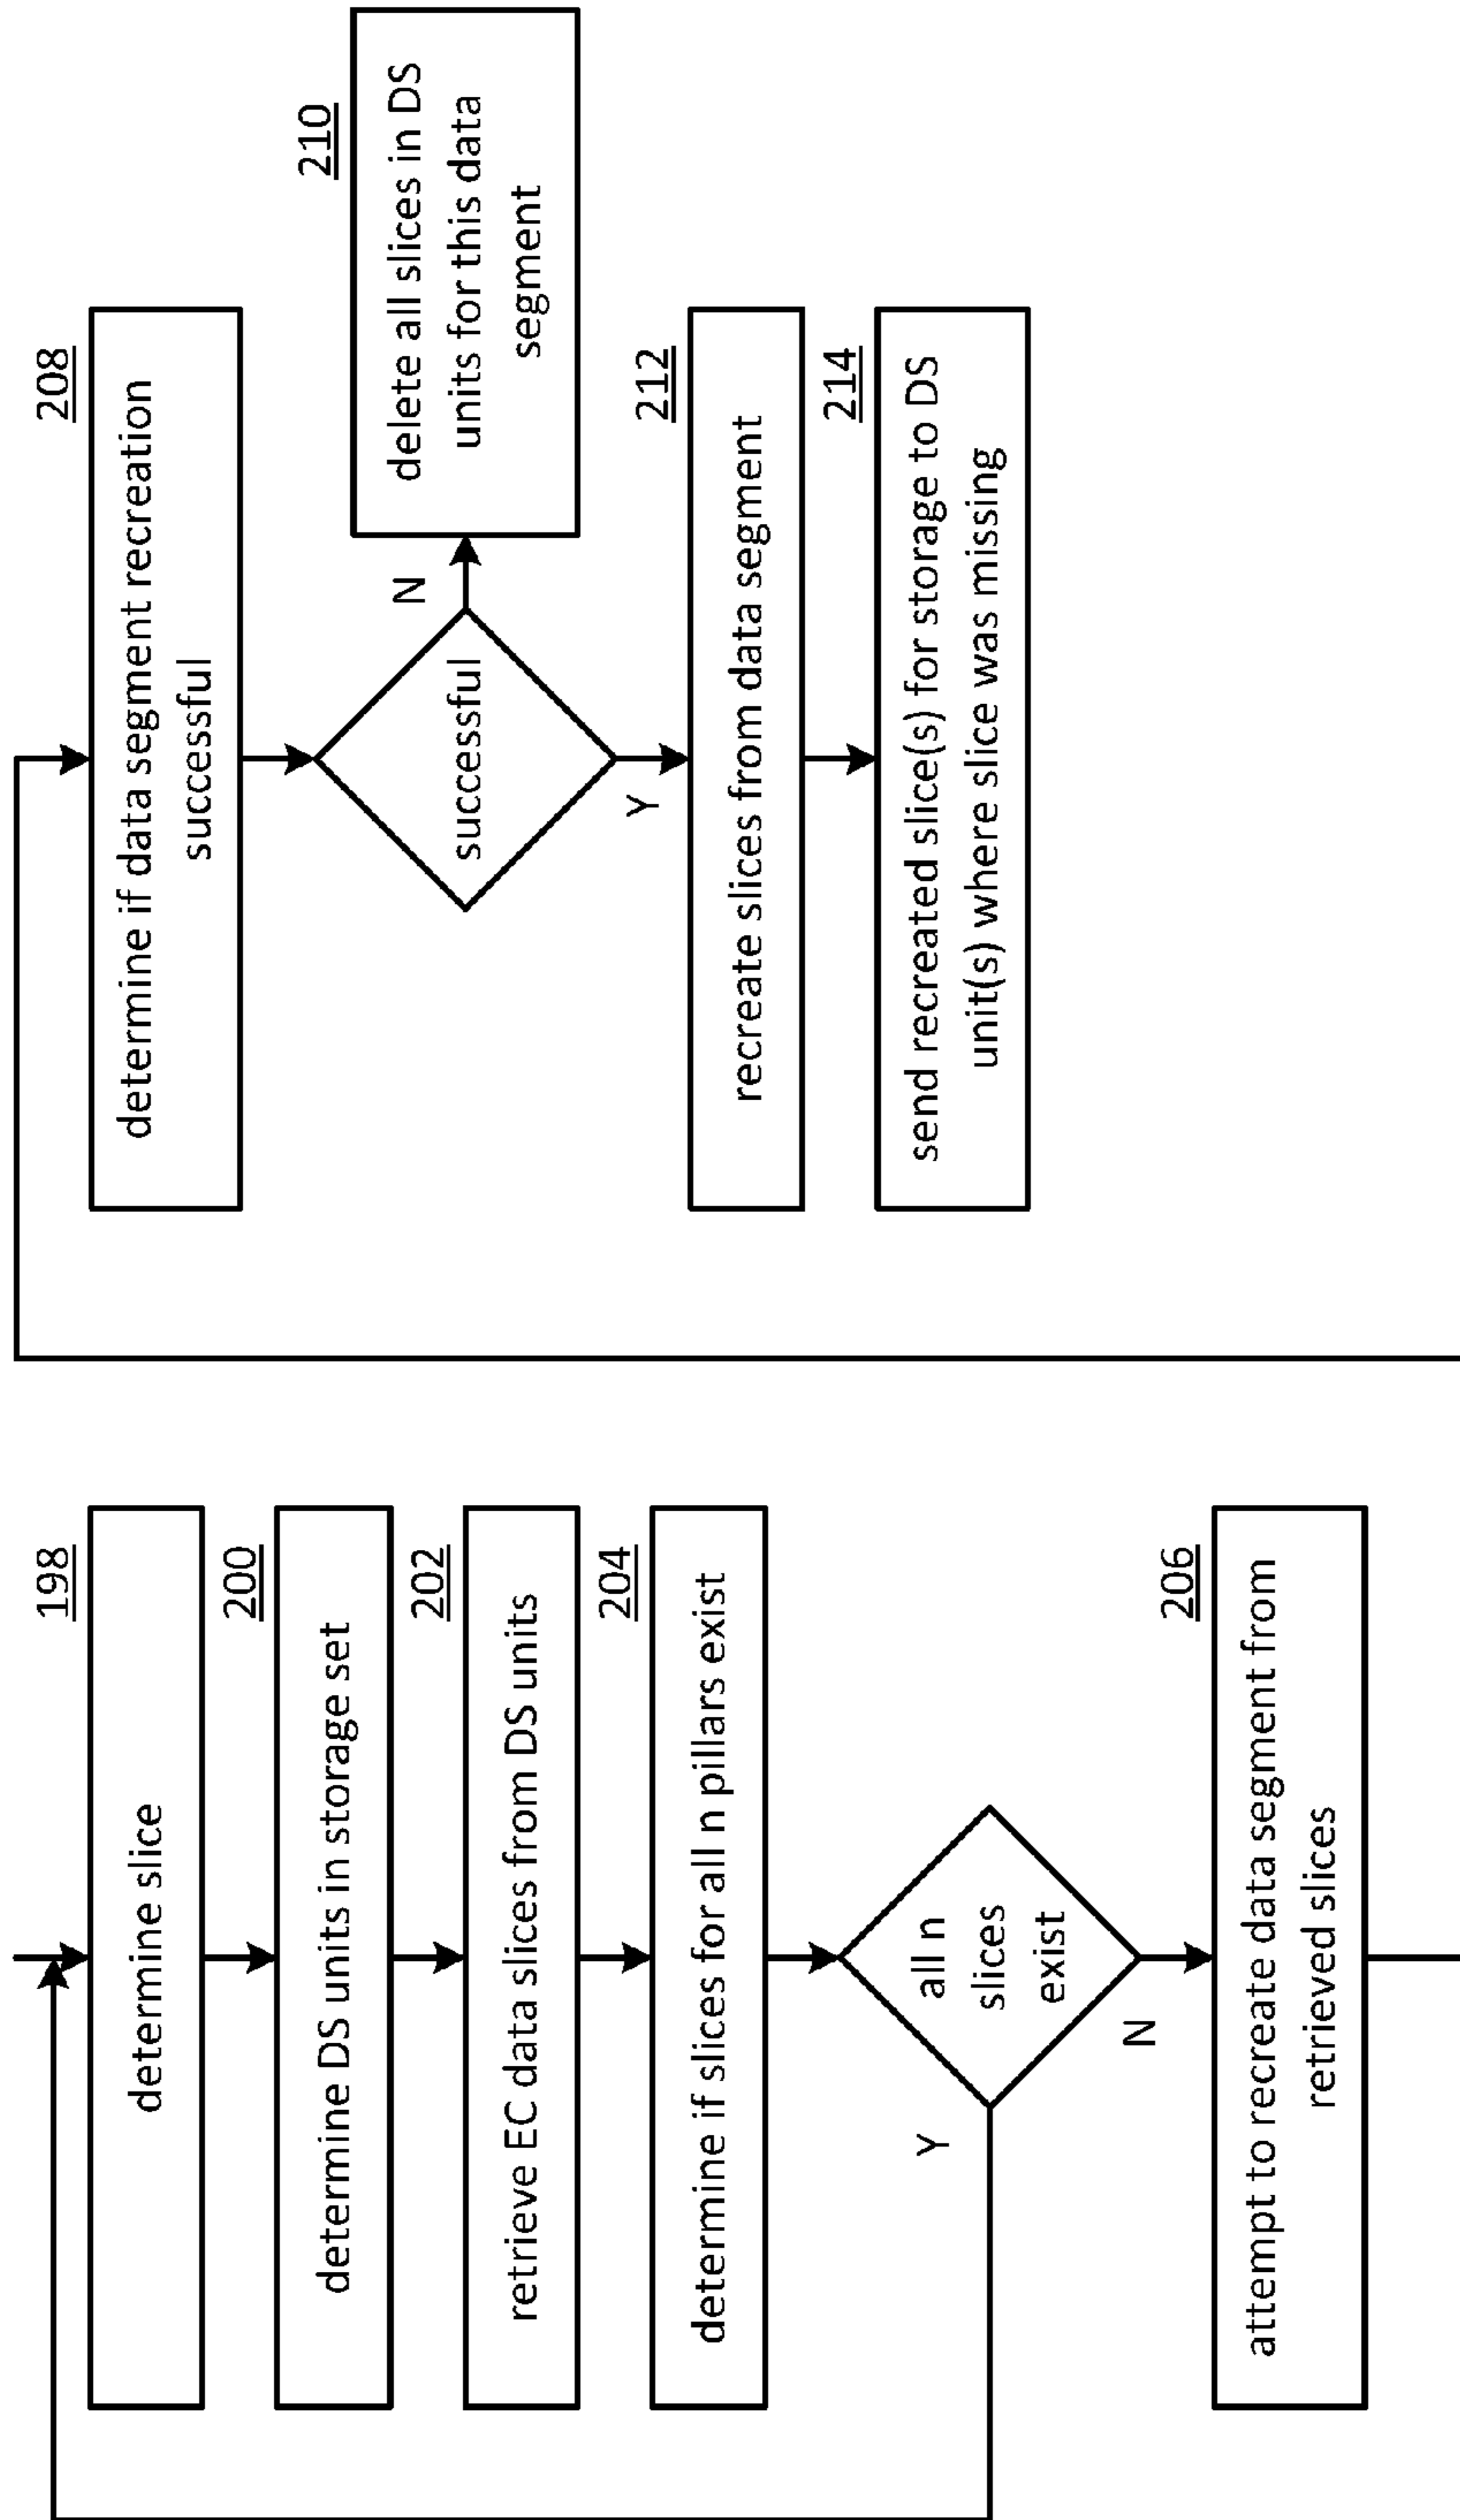 198
determine slice
200
determine DS units in storage set
202
retrieve EC data slices from DS units
204
determine if slices for all n pillars exist
all n
slices
exist
Y
N
206
attempt to recreate data segment from
retrieved slices
208
determine if data segment recreation
successful
successful
N
Y
210
delete all slices in DS
units for this data
segment
212
recreate slices from data segment
214
send recreated slice(s) for storage to DS
unit(s) where slice was missing